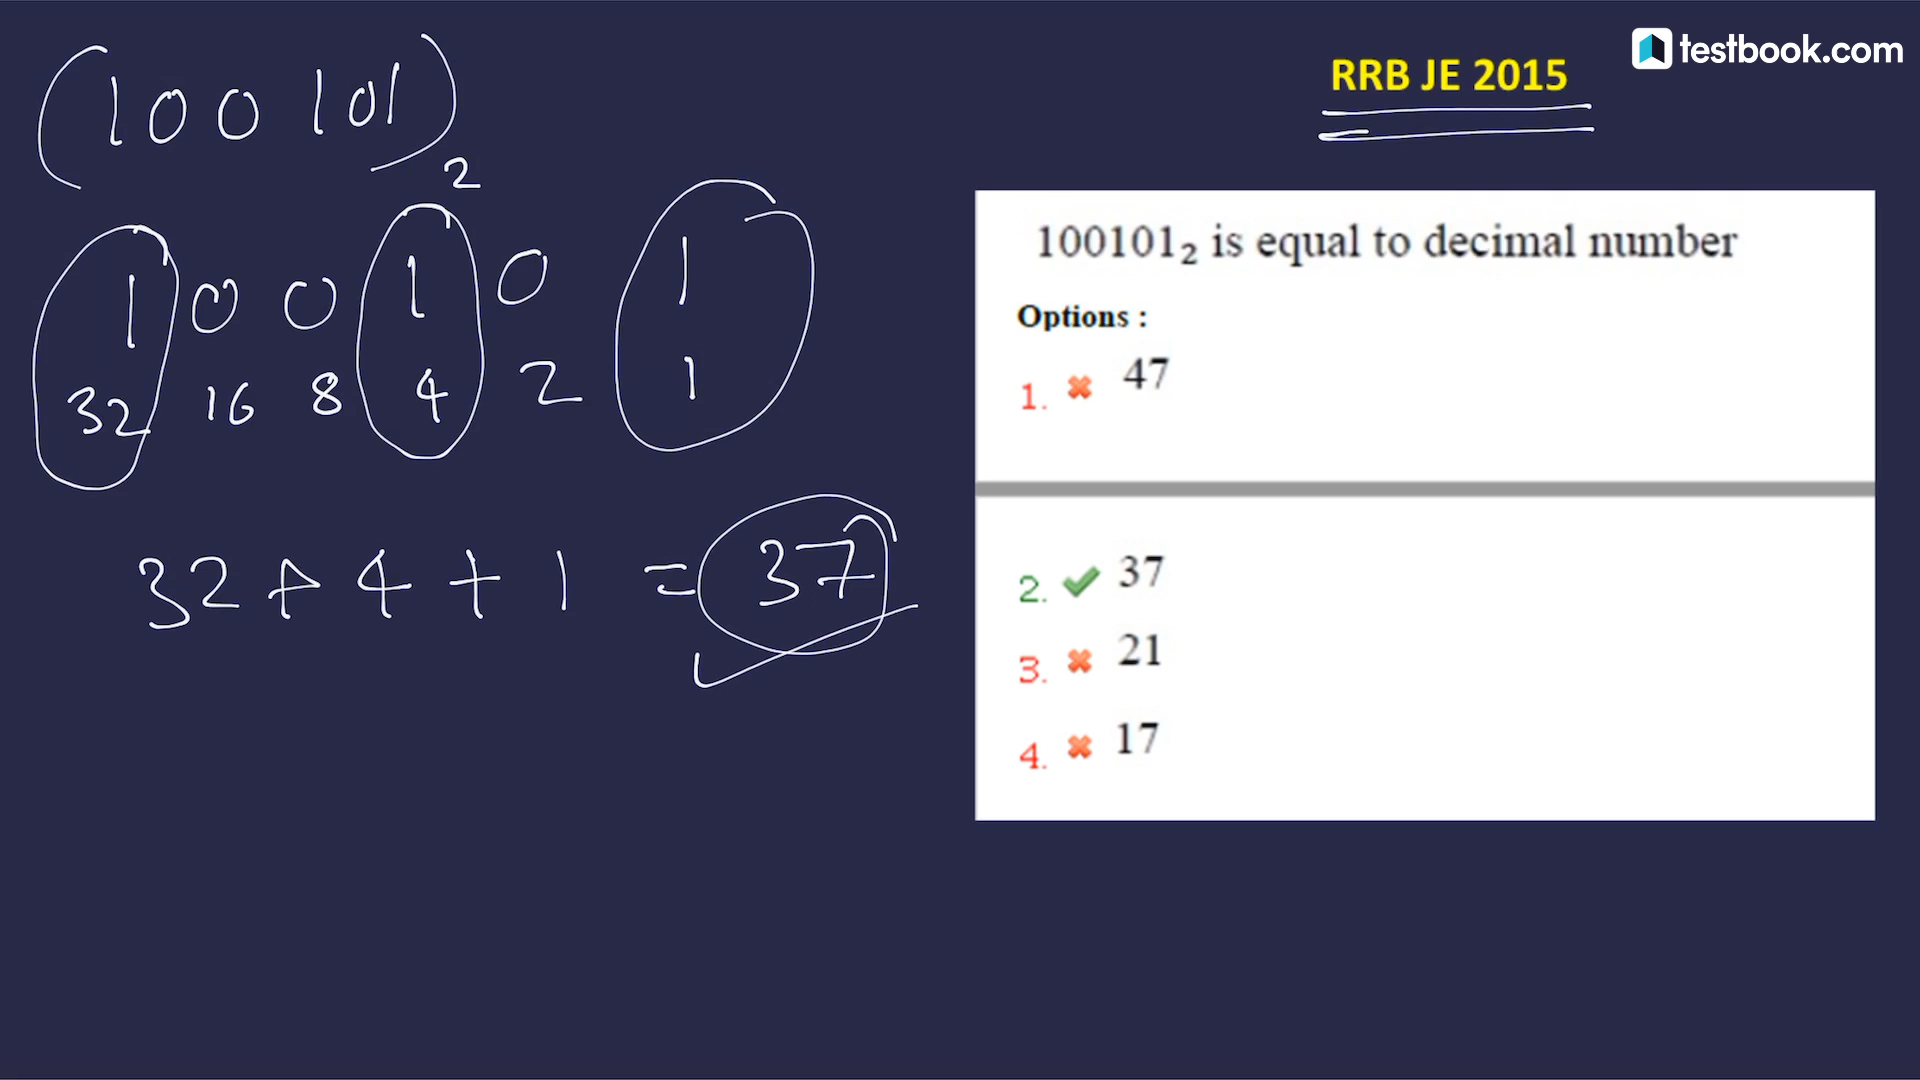 (100101)2
1 0 0 1 0 1
32 16 8 4 2 1
32 + 4 + 1 = 37
testbook.com
RRB JE 2015
100101₂ is equal to decimal number
Options :
1. 47
2. 37
3. 21
4. 17